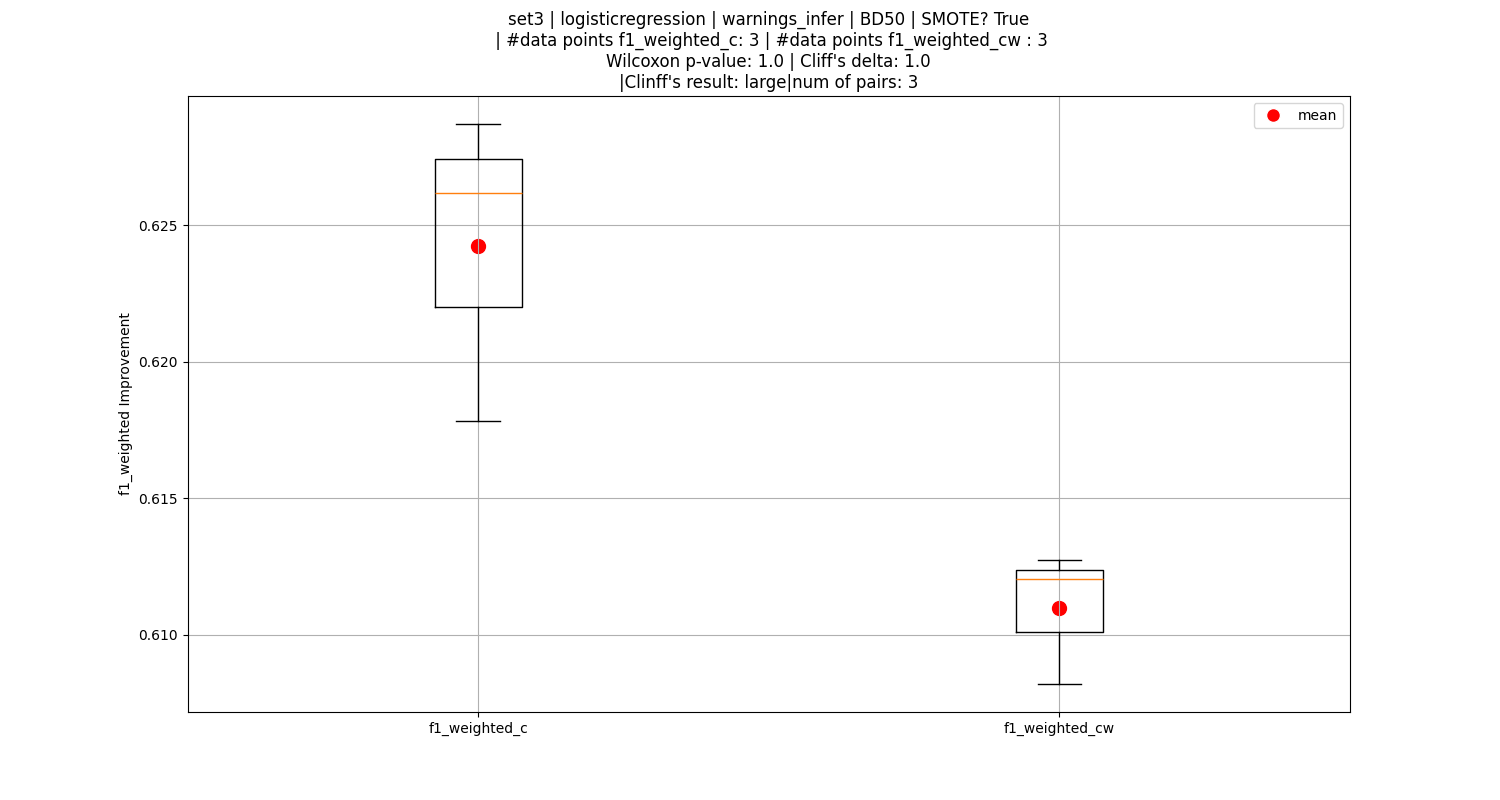 set3 | logisticregression | warnings_infer | BD50 | SMOTE? True
| #data points f1_weighted_c: 3 | #data points f1_weighted_cw : 3
Wilcoxon p-value: 1.0 | Cliff's delta: 1.0
|Clinff's result: large|num of pairs: 3
mean
f1_weighted Improvement
0.625
0.620
0.615
0.610
f1_weighted_c
f1_weighted_cw